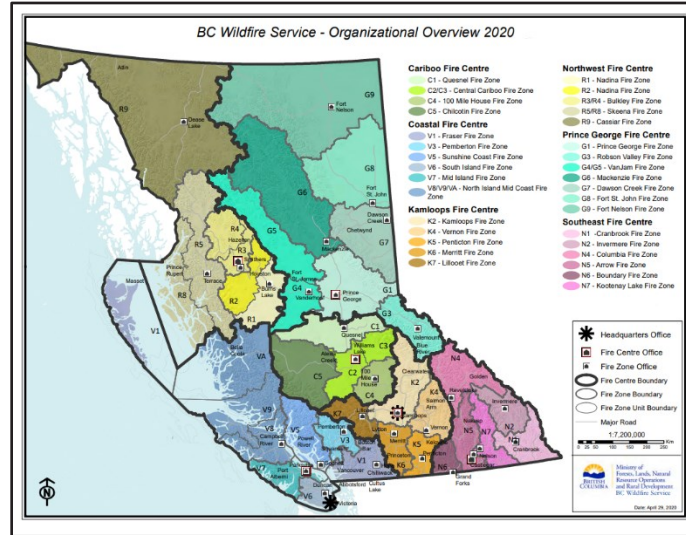 BC Wildfire Service - Organizational Overview 2020
Cariboo Fire Centre
C1 - Quesnel Fire Zone
C2/C3 - Central Cariboo Fire Zone
C4 - 100 Mile House Fire Zone
C5 - Chilcotin Fire Zone
Coastal Fire Centre
V1 - Fraser Fire Zone
V3 - Pemberton Fire Zone
V5 - Sunshine Coast Fire Zone
V6 - South Island Fire Zone
V7 - Mid Island Fire Zone
V8/V9/VA - North Island Mid Coast Fire
Zone
Kamloops Fire Centre
K2 - Kamloops Fire Zone
K4 - Vernon Fire Zone
K5 - Penticton Fire Zone
K6 - Merritt Fire Zone
K7 - Lillooet Fire Zone
Northwest Fire Centre
R1 - Nadina Fire Zone
R2 - Nadina Fire Zone
R3/R4 - Bulkley Fire Zone
R5/R8 - Skeena Fire Zone
R9 - Cassiar Fire Zone
Prince George Fire Centre
G1 - Prince George Fire Zone
G3 - Robson Valley Fire Zone
G4/G5 - VanJam Fire Zone
G6 - Mackenzie Fire Zone
G7 - Dawson Creek Fire Zone
G8 - Fort St. John Fire Zone
G9 - Fort Nelson Fire Zone
Southeast Fire Centre
N1 - Cranbrook Fire Zone
N2 - Invermere Fire Zone
N4 - Columbia Fire Zone
N5 - Arrow Fire Zone
N6 - Boundary Fire Zone
N7 - Kootenay Lake Fire Zone
Atlin
R9
Dease
Lake
G9
Fort
Nelson
G8
Fort
St. John
Dawson
Creek
G6
Chetwynd
G7
G5
Mackenzie
R4
Hazelton
R3
Smithers
R5
Houston
Prince
Rupert
Terrace
Burns
Lake
R2
R1
R8
Fort
St. James
G4
Vanderhoof
Prince
George
G1
G3
Masset
V1
Valemount
Blue
River
Quesnel
C1
Williams
Lake
C3
Alexis
Creek
C2
C5
100
Mile
House
C4
Bella
Coola
VA
V9
V8
Campbell
River
V5
Powell
River
V7
Port
Alberni
V6
Duncan
Victoria
Pemberton
V3
Squamish
Vancouver
V1
Chilliwack
Abbotsford
Cultus
Lake
K7
Lillooet
Lytton
Clearwater
K2
K4
Salmon
Arm
Kamloops
Vernon
Merritt
K5
Princeton
K6
Penticton
N4
Golden
Revelstoke
Invermere
N2
N5
N7
N1
Nelson
Castlegar
Cranbrook
N6
Grand
Forks
Headquarters Office
Fire Centre Office
Fire Zone Office
Fire Centre Boundary
Fire Zone Boundary
Fire Zone Unit Boundary
Major Road
1:7,200,000
Km
N
BRITISH
COLUMBIA
Ministry of
Forests, Lands, Natural
Resource Operations
and Rural Development
BC Wildfire Service
Date: April 29, 2020